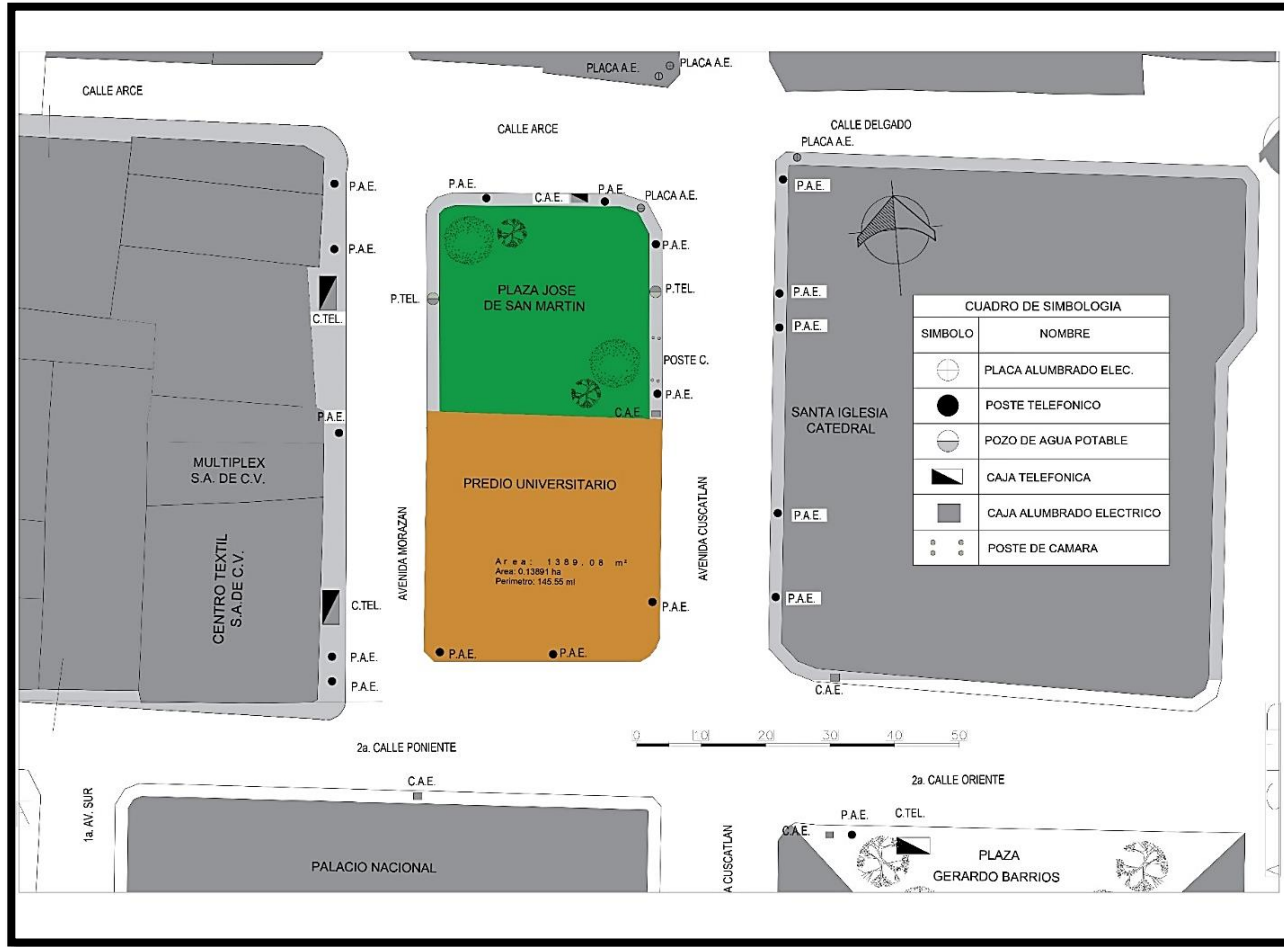 PLACA A.E.
PLACA A.E.
CALLE ARCE
CALLE ARCE
CALLE DELGADO
PLACA A.E.
P.A.E.
P.A.E.
C.A.E.
P.A.E.
PLACA A.E.
P.A.E.
P.A.E.
P.A.E.
PLAZA JOSE
DE SAN MARTIN
P.TEL.
P.TEL.
P.A.E.
C.TEL.
P.A.E.
POSTE C.
P.A.E.
C.A.E.
P.A.E.
SANTA IGLESIA
CATEDRAL
CUADRO DE SIMBOLOGIA
SIMBOLO
NOMBRE
PLACA ALUMBRADO ELEC.
POSTE TELEFONICO
POZO DE AGUA POTABLE
CAJA TELEFONICA
CAJA ALUMBRADO ELECTRICO
POSTE DE CAMARA
MULTIPLEX
S.A. DE C.V.
PREDIO UNIVERSITARIO
AVENIDA MORAZAN
AVENIDA CUSCATLAN
P.A.E.
Area: 1389.08 m²
Area: 0.13891 ha
Perimetro: 145.55 ml
CENTRO TEXTIL
S.A.DE C.V.
C.TEL.
P.A.E.
P.A.E.
P.A.E.
P.A.E.
P.A.E.
P.A.E.
C.A.E.
0 10 20 30 40 50
2a. CALLE PONIENTE
2a. CALLE ORIENTE
C.A.E.
1a. AV. SUR
PALACIO NACIONAL
A CUSCATLAN
C.A.E.
P.A.E.
C.TEL.
PLAZA
GERARDO BARRIOS